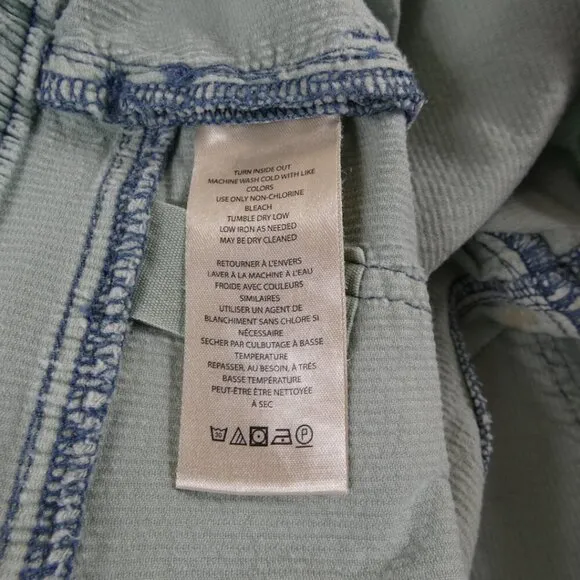 TURN INSIDE OUT
MACHINE WASH COLD WITH LIKE
COLORS
USE ONLY NON-CHLORINE
BLEACH
TUMBLE DRY LOW
LOW IRON AS NEEDED
MAY BE DRY CLEANED
RETOURNER À L'ENVERS
LAVER À LA MACHINE À L'EAU
FROIDE AVEC COULEURS
SIMILAIRES
UTILISER UN AGENT DE
BLANCHIMENT SANS CHLORE SI
NÉCESSAIRE
SECHER PAR CULBUTAGE À BASSE
TEMPERATURE
REPASSER, AU BESOIN, À TRÈS
BASSE TEMPÉRATURE
PEUT-ÊTRE ÊTRE NETTOYÉE
À SEC
30 P